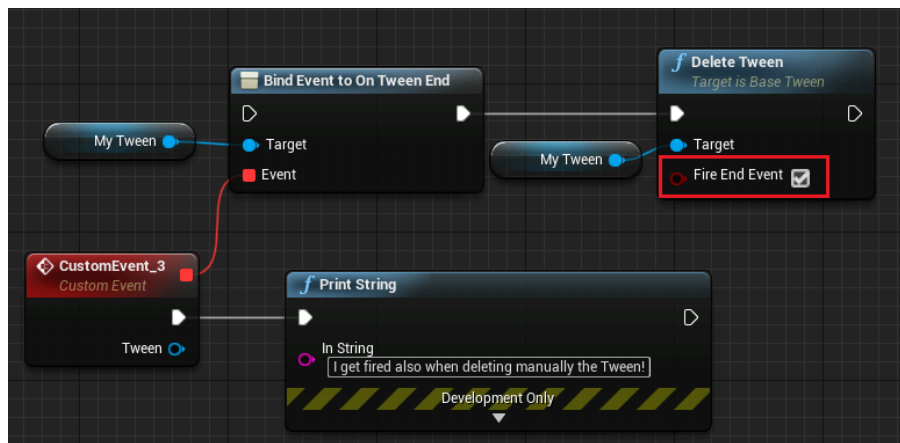 Bind Event to On Tween End
Target
Event
My Tween
Delete Tween
Target is Base Tween
Target
Fire End Event
My Tween
CustomEvent_3
Custom Event
Tween
Print String
In String
I get fired also when deleting manually the Tween!
Development Only